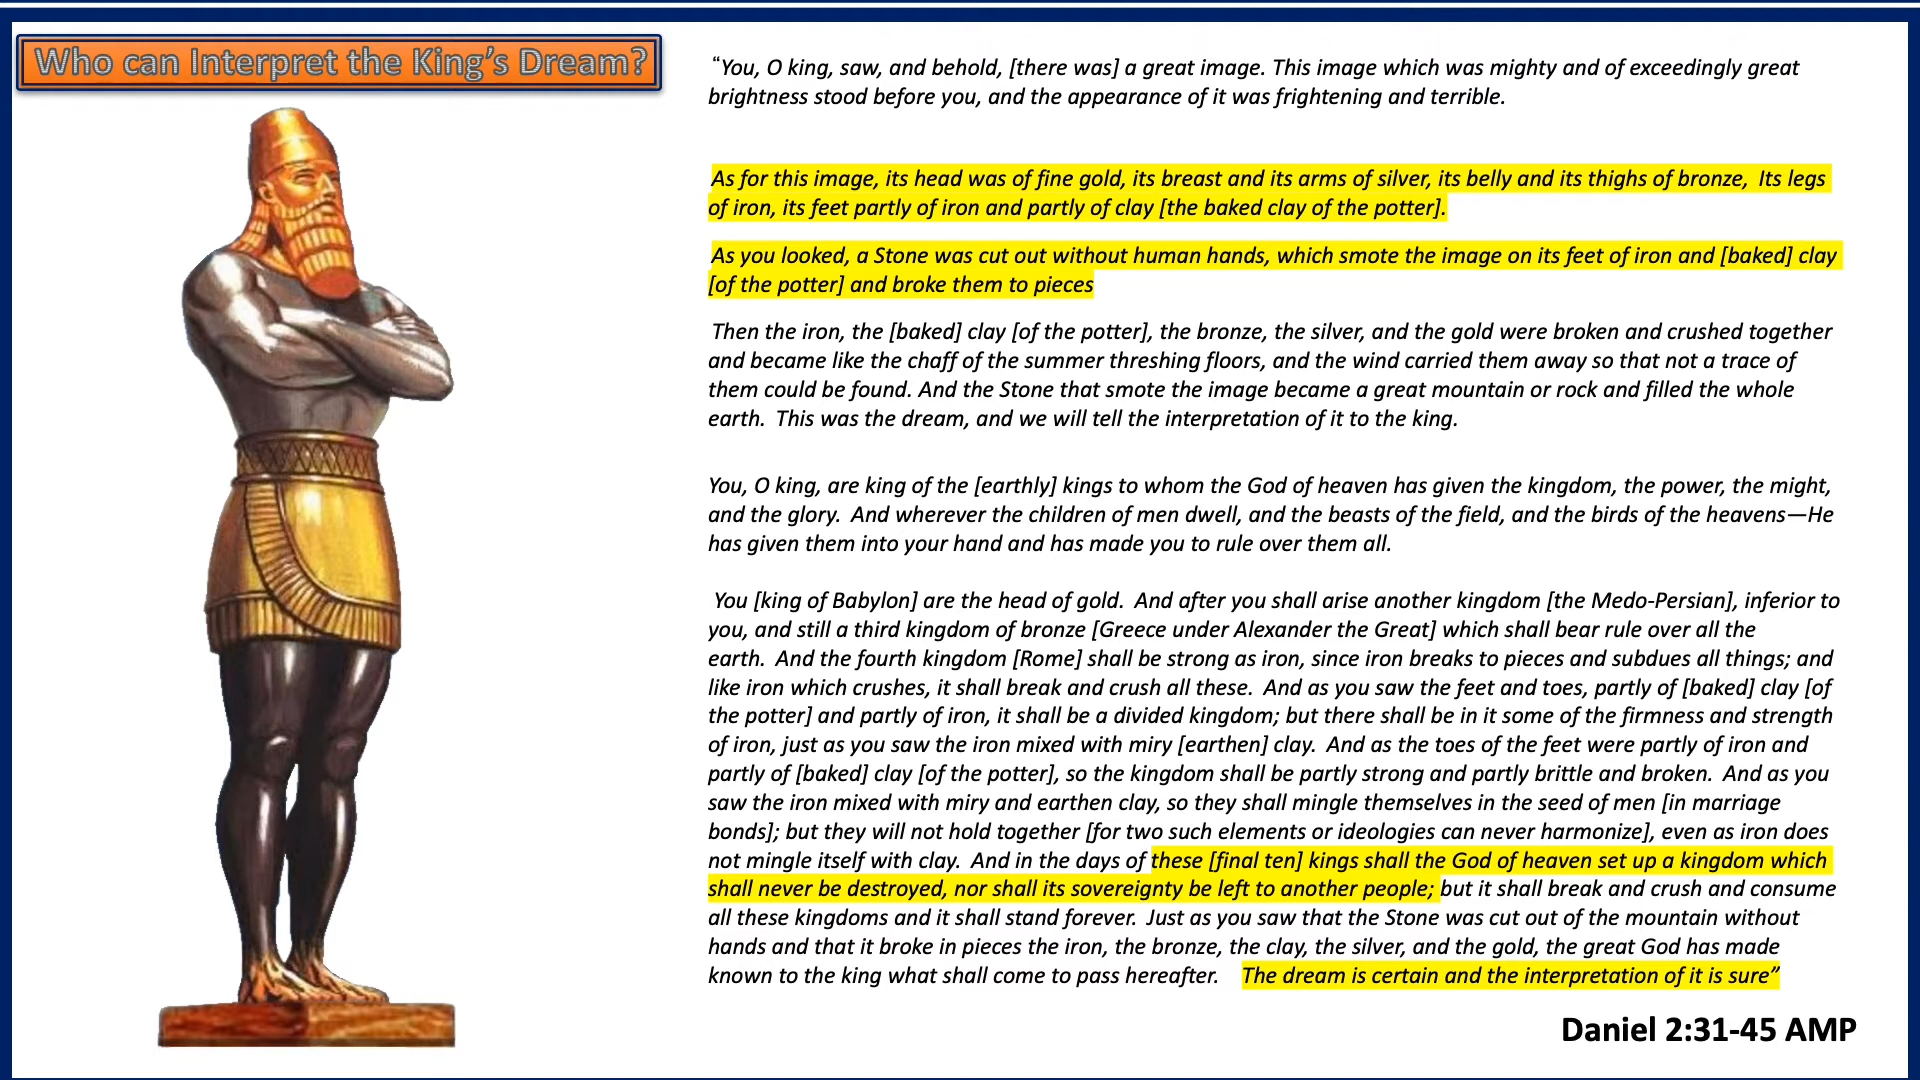 Who can Interpret the King’s Dream?
“You, O king, saw, and behold, [there was] a great image. This image which was mighty and of exceedingly great
brightness stood before you, and the appearance of it was frightening and terrible.
As for this image, its head was of fine gold, its breast and its arms of silver, its belly and its thighs of bronze,  Its legs
of iron, its feet partly of iron and partly of clay [the baked clay of the potter].
As you looked, a Stone was cut out without human hands, which smote the image on its feet of iron and [baked] clay
[of the potter] and broke them to pieces
Then the iron, the [baked] clay [of the potter], the bronze, the silver, and the gold were broken and crushed together
and became like the chaff of the summer threshing floors, and the wind carried them away so that not a trace of
them could be found. And the Stone that smote the image became a great mountain or rock and filled the whole
earth.  This was the dream, and we will tell the interpretation of it to the king.
You, O king, are king of the [earthly] kings to whom the God of heaven has given the kingdom, the power, the might,
and the glory.  And wherever the children of men dwell, and the beasts of the field, and the birds of the heavens—He
has given them into your hand and has made you to rule over them all.
You [king of Babylon] are the head of gold.  And after you shall arise another kingdom [the Medo-Persian], inferior to
you, and still a third kingdom of bronze [Greece under Alexander the Great] which shall bear rule over all the
earth.  And the fourth kingdom [Rome] shall be strong as iron, since iron breaks to pieces and subdues all things; and
like iron which crushes, it shall break and crush all these.  And as you saw the feet and toes, partly of [baked] clay [of
the potter] and partly of iron, it shall be a divided kingdom; but there shall be in it some of the firmness and strength
of iron, just as you saw the iron mixed with miry [earthen] clay.  And as the toes of the feet were partly of iron and
partly of [baked] clay [of the potter], so the kingdom shall be partly strong and partly brittle and broken.  And as you
saw the iron mixed with miry and earthen clay, so they shall mingle themselves in the seed of men [in marriage
bonds]; but they will not hold together [for two such elements or ideologies can never harmonize], even as iron does
not mingle itself with clay.  And in the days of these [final ten] kings shall the God of heaven set up a kingdom which
shall never be destroyed, nor shall its sovereignty be left to another people; but it shall break and crush and consume
all these kingdoms and it shall stand forever.  Just as you saw that the Stone was cut out of the mountain without
hands and that it broke in pieces the iron, the bronze, the clay, the silver, and the gold, the great God has made
known to the king what shall come to pass hereafter.   The dream is certain and the interpretation of it is sure”
Daniel 2:31-45 AMP